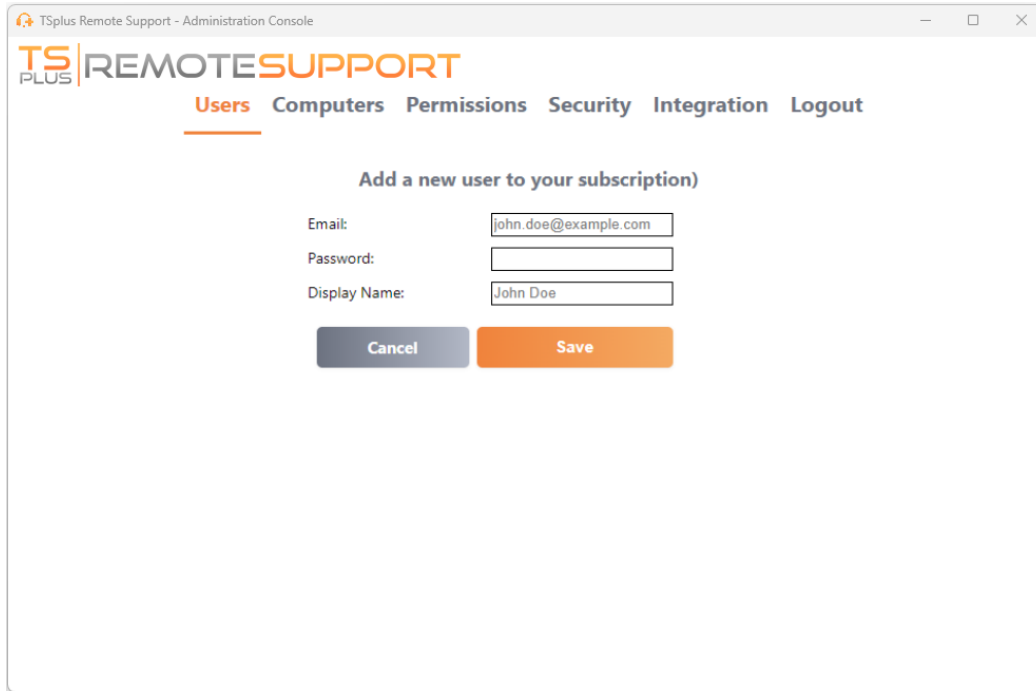 TSplus Remote Support - Administration Console
TS PLUS REMOTESUPPORT
Users Computers Permissions Security Integration Logout
Add a new user to your subscription)
Email: john.doe@example.com
Password:
Display Name: John Doe
Cancel Save